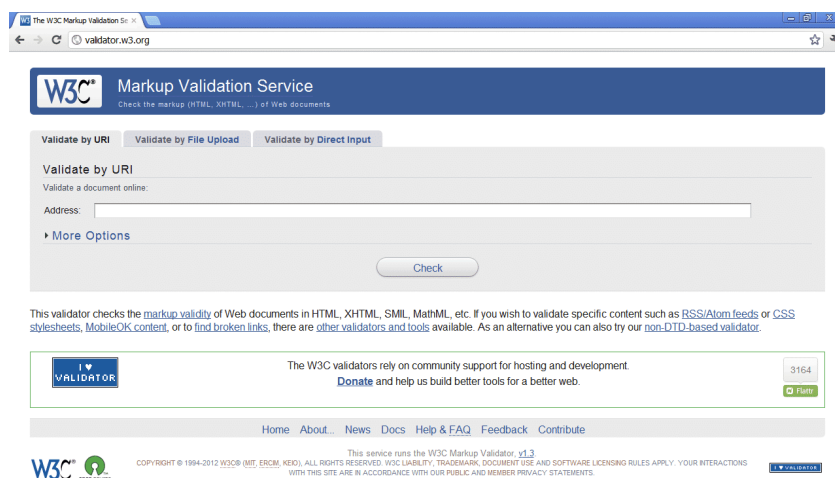 The W3C Markup Validation Se
validator.w3.org
W3C®
Markup Validation Service
Check the markup (HTML, XHTML, ...) of Web documents
Validate by URI Validate by File Upload Validate by Direct Input
Validate by URI
Validate a document online:
Address:
More Options
Check
This validator checks the markup validity of Web documents in HTML, XHTML, SMIL, MathML, etc. If you wish to validate specific content such as RSS/Atom feeds or CSS
stylesheets, MobileOK content, or to find broken links, there are other validators and tools available. As an alternative you can also try our non-DTD-based validator.
I ♥
VALIDATOR
The W3C validators rely on community support for hosting and development.
Donate and help us build better tools for a better web.
3164
Flattr
Home About... News Docs Help & FAQ Feedback Contribute
This service runs the W3C Markup Validator, v1.3.
COPYRIGHT © 1994-2012 W3C® (MIT, ERCIM, KEIO), ALL RIGHTS RESERVED. W3C LIABILITY, TRADEMARK, DOCUMENT USE AND SOFTWARE LICENSING RULES APPLY. YOUR INTERACTIONS
WITH THIS SITE ARE IN ACCORDANCE WITH OUR PUBLIC AND MEMBER PRIVACY STATEMENTS.
W3C®
I ♥ VALIDATOR